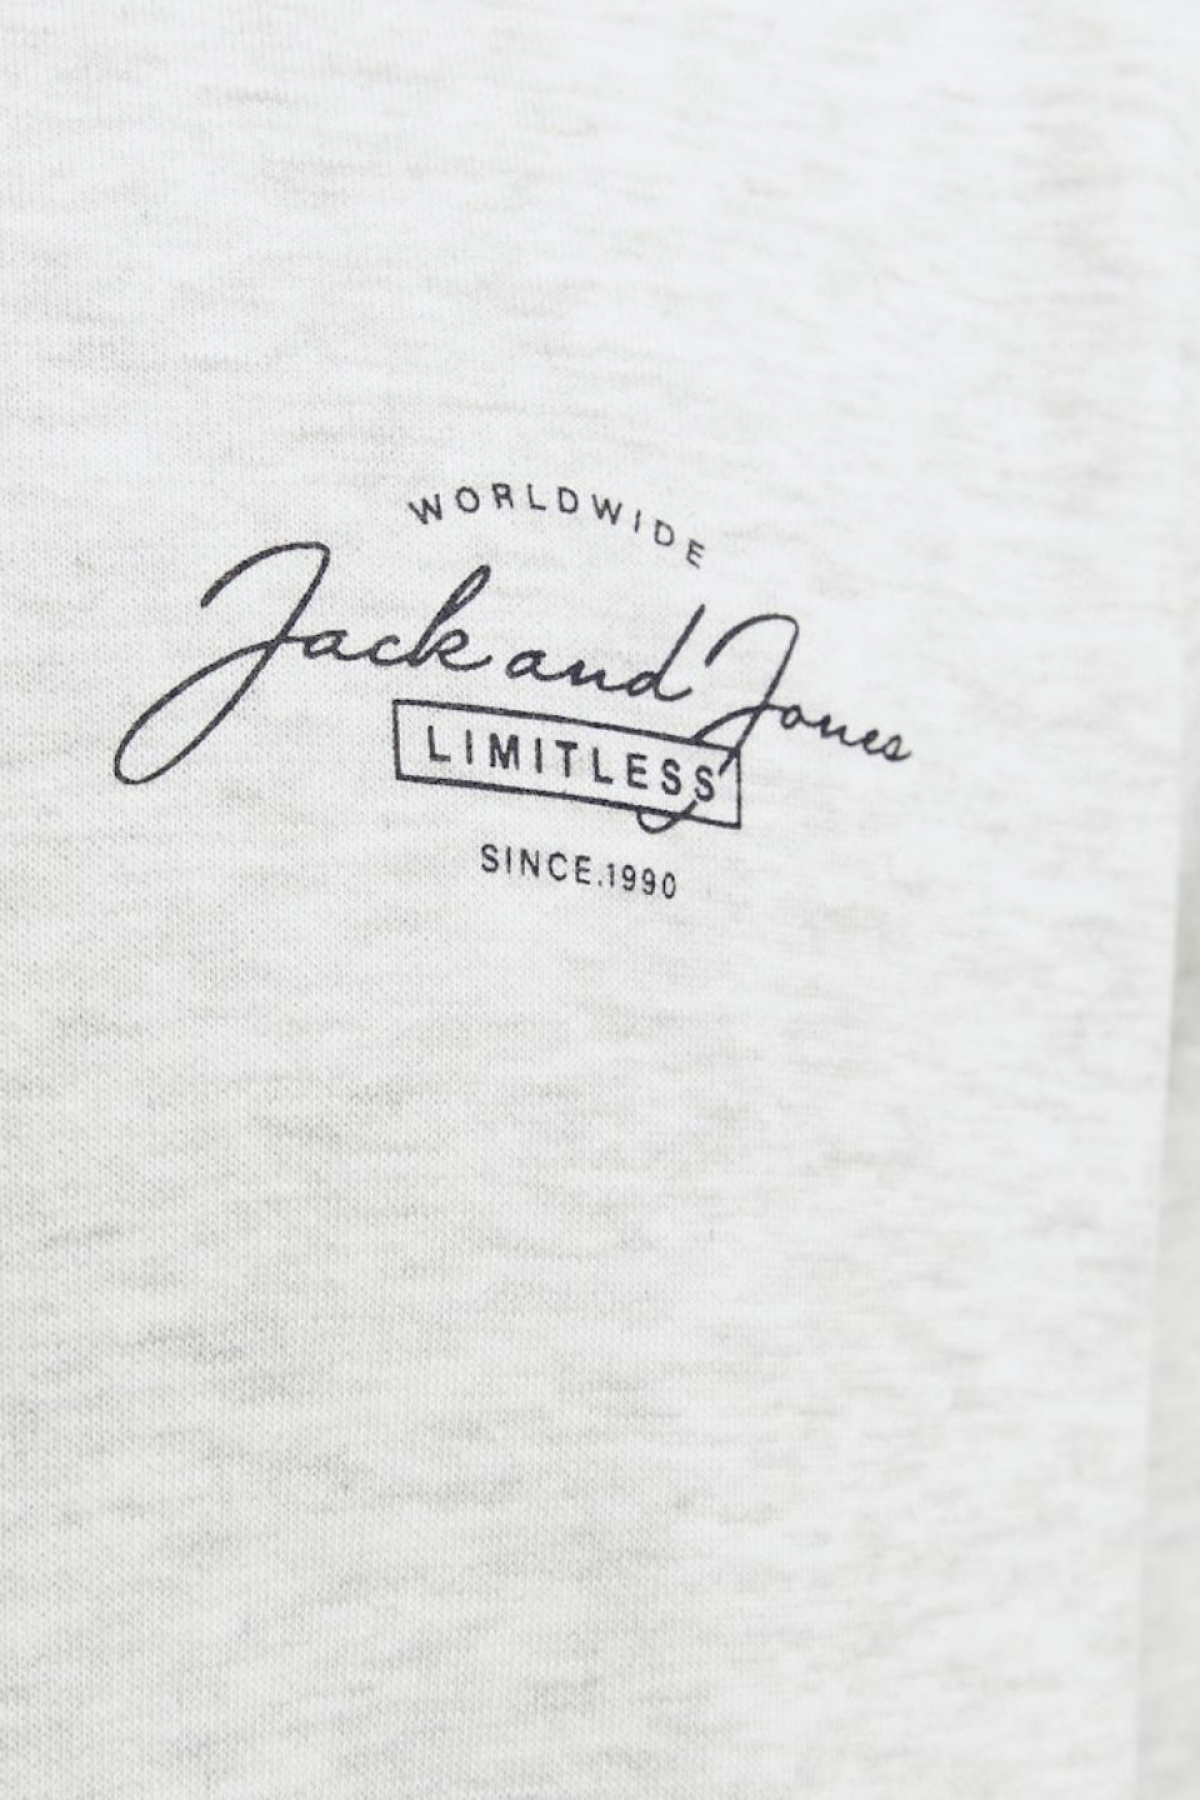 WORLDWIDE
Jack and Jones
LIMITLESS
SINCE.1990